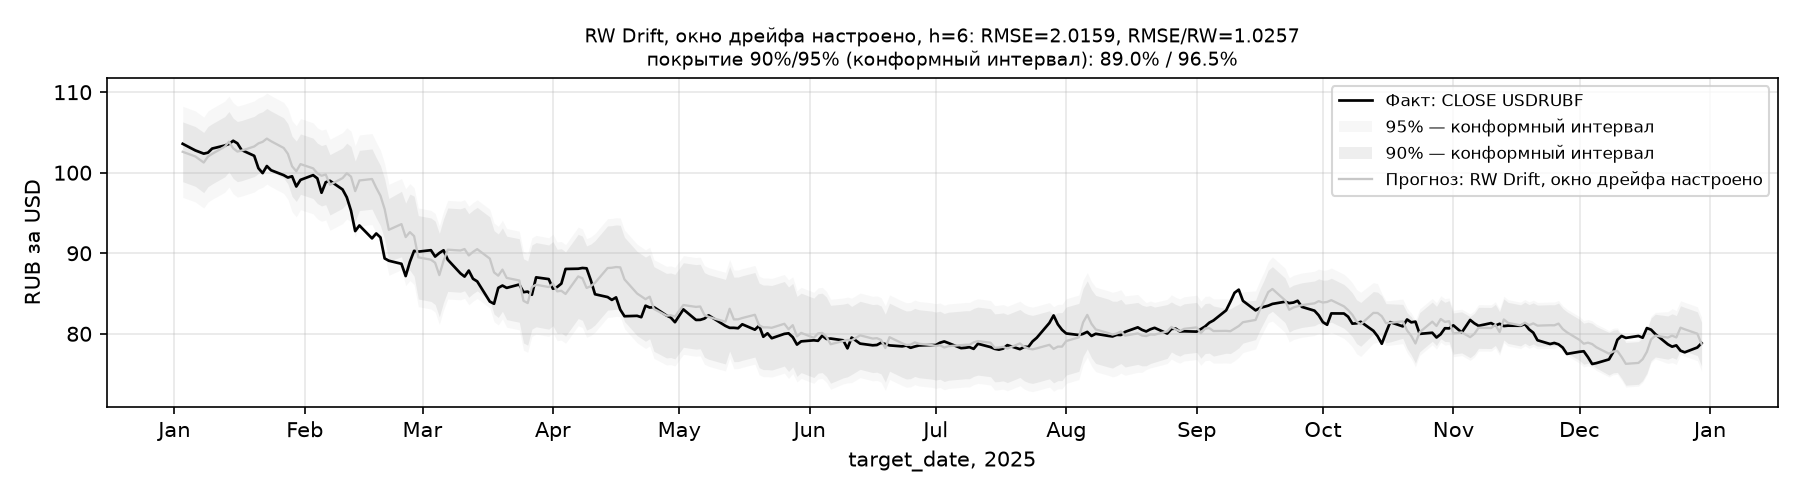 RW Drift, окно дрейфа настроено, h=6: RMSE=2.0159, RMSE/RW=1.0257
покрытие 90%/95% (конформный интервал): 89.0% / 96.5%
110
100
90
80
RUB за USD
Факт: CLOSE USDRUBF
95% — конформный интервал
90% — конформный интервал
Прогноз: RW Drift, окно дрейфа настроено
Jan Feb Mar Apr May Jun Jul Aug Sep Oct Nov Dec Jan
target_date, 2025